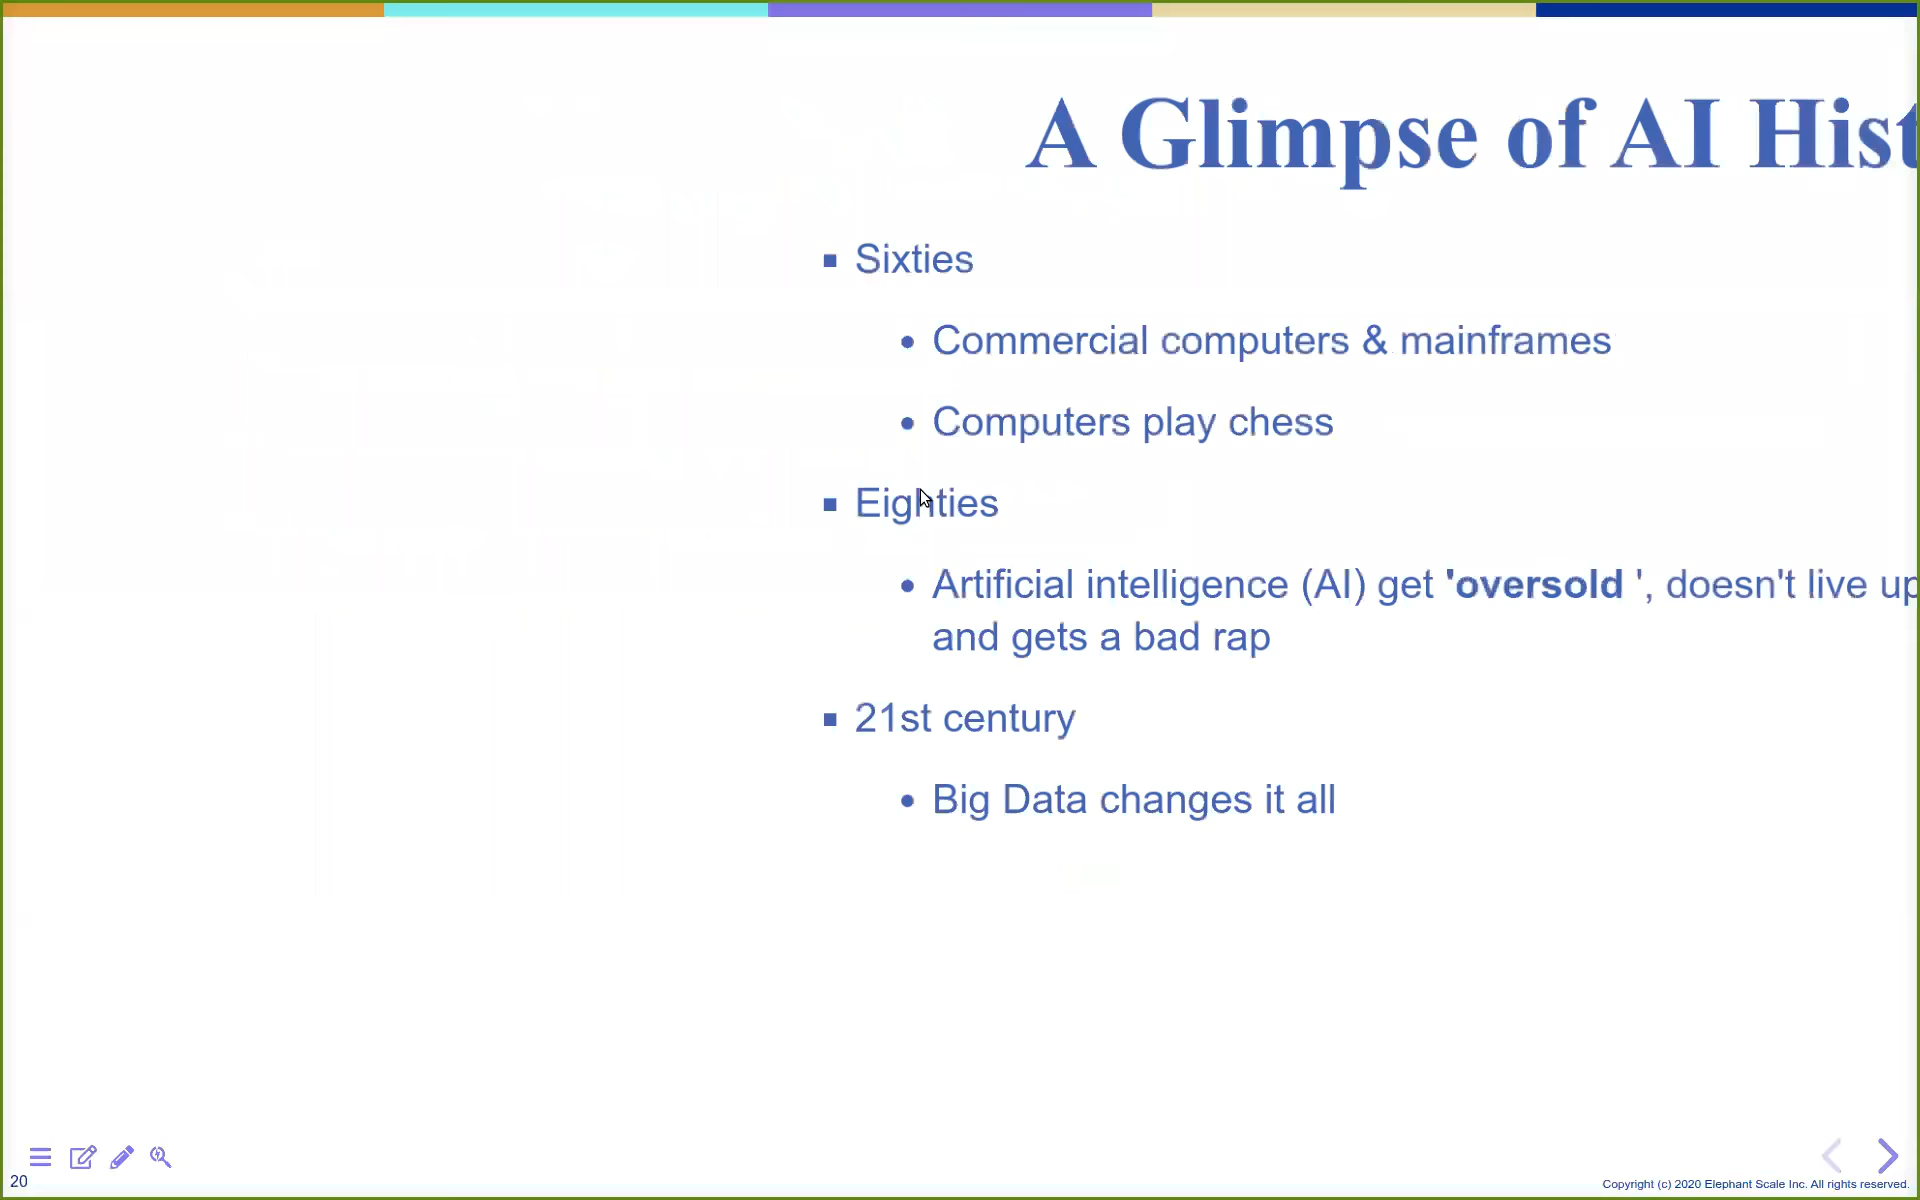 A Glimpse of AI Hist
Sixties
Commercial computers & mainframes
Computers play chess
Eighties
Artificial intelligence (AI) get 'oversold ', doesn't live up
and gets a bad rap
21st century
Big Data changes it all
20
Copyright (c) 2020 Elephant Scale Inc. All rights reserved.